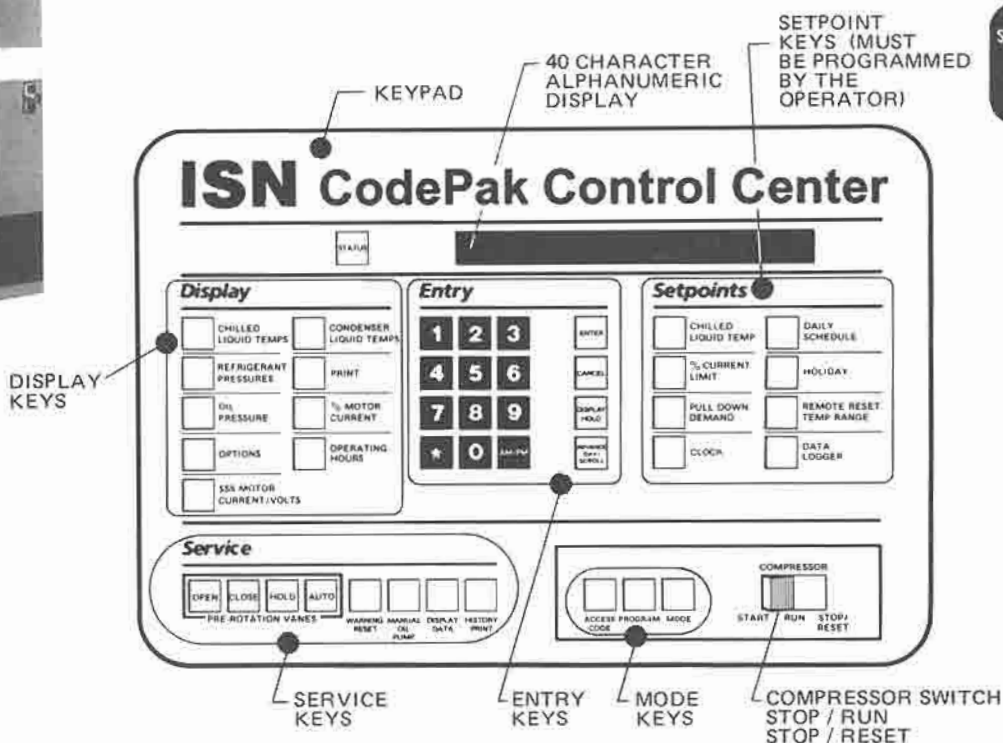 SETPOINT
KEYS (MUST
BE PROGRAMMED
BY THE
OPERATOR)
40 CHARACTER
ALPHANUMERIC
DISPLAY
KEYPAD
S
ISN CodePak Control Center
STATUS
Display
CHILLED
LIQUID TEMPS
CONDENSER
LIQUID TEMPS
REFRIGERANT
PRESSURES
PRINT
OIL
PRESSURE
% MOTOR
CURRENT
OPTIONS
OPERATING
HOURS
SSS MOTOR
CURRENT/VOLTS
DISPLAY
KEYS
Entry
1 2 3
ENTER
4 5 6
CANCEL
7 8 9
DISPLAY
HOLD
* 0 AM/PM
ADVANCE
DAY/
SCROLL
Setpoints
CHILLED
LIQUID TEMP
DAILY
SCHEDULE
% CURRENT
LIMIT
HOLIDAY
PULL DOWN
DEMAND
REMOTE RESET
TEMP RANGE
CLOCK
DATA
LOGGER
Service
OPEN CLOSE HOLD AUTO
PRE-ROTATION VANES
WARNING
RESET
MANUAL
OIL
PUMP
DISPLAY
DATA
HISTORY
PRINT
ACCESS
CODE
PROGRAM
MODE
COMPRESSOR
START RUN STOP/
RESET
SERVICE
KEYS
ENTRY
KEYS
MODE
KEYS
COMPRESSOR SWITCH
STOP / RUN
STOP / RESET